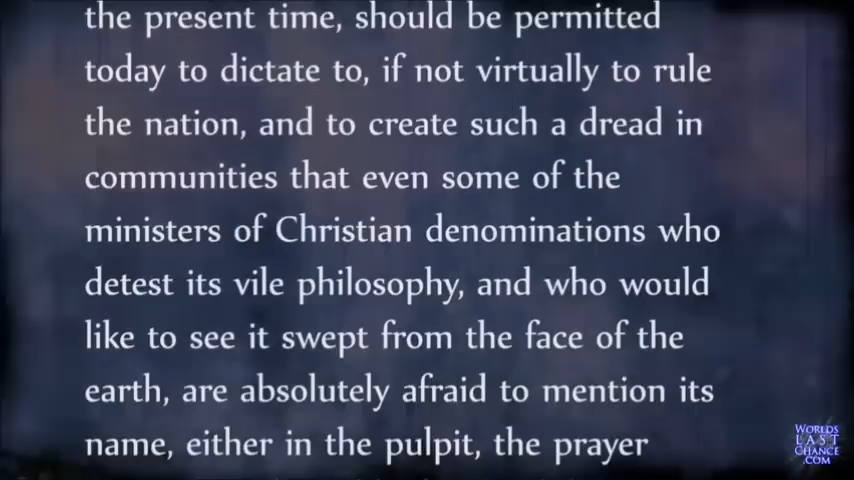 the present time, should be permitted
today to dictate to, if not virtually to rule
the nation, and to create such a dread in
communities that even some of the
ministers of Christian denominations who
detest its vile philosophy, and who would
like to see it swept from the face of the
earth, are absolutely afraid to mention its
name, either in the pulpit, the prayer
WORLDS
LAST
CHANCE
.COM